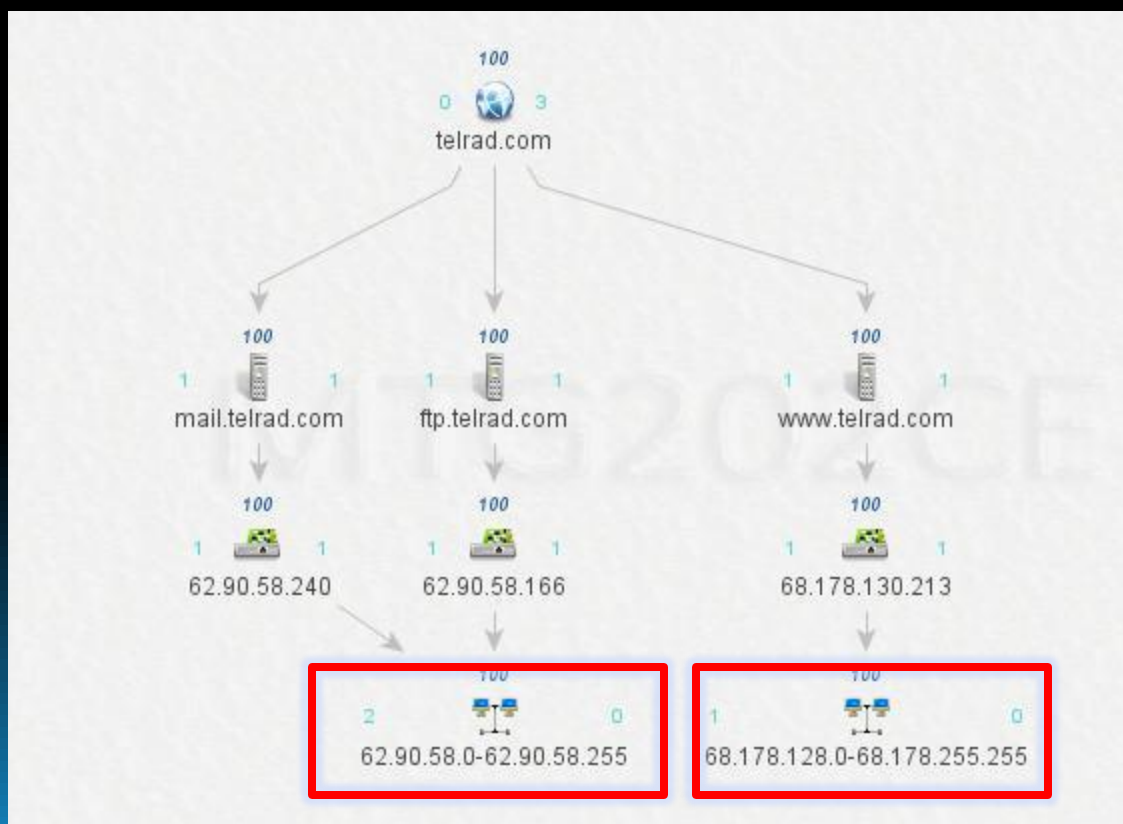 100
0 3
telrad.com
100 100 100
1 1 1 1 1 1
mail.telrad.com ftp.telrad.com www.telrad.com
MTG202CE
100 100 100
1 1 1 1 1 1
62.90.58.240 62.90.58.166 68.178.130.213
100 100
2 0 1 0
62.90.58.0-62.90.58.255 68.178.128.0-68.178.255.255